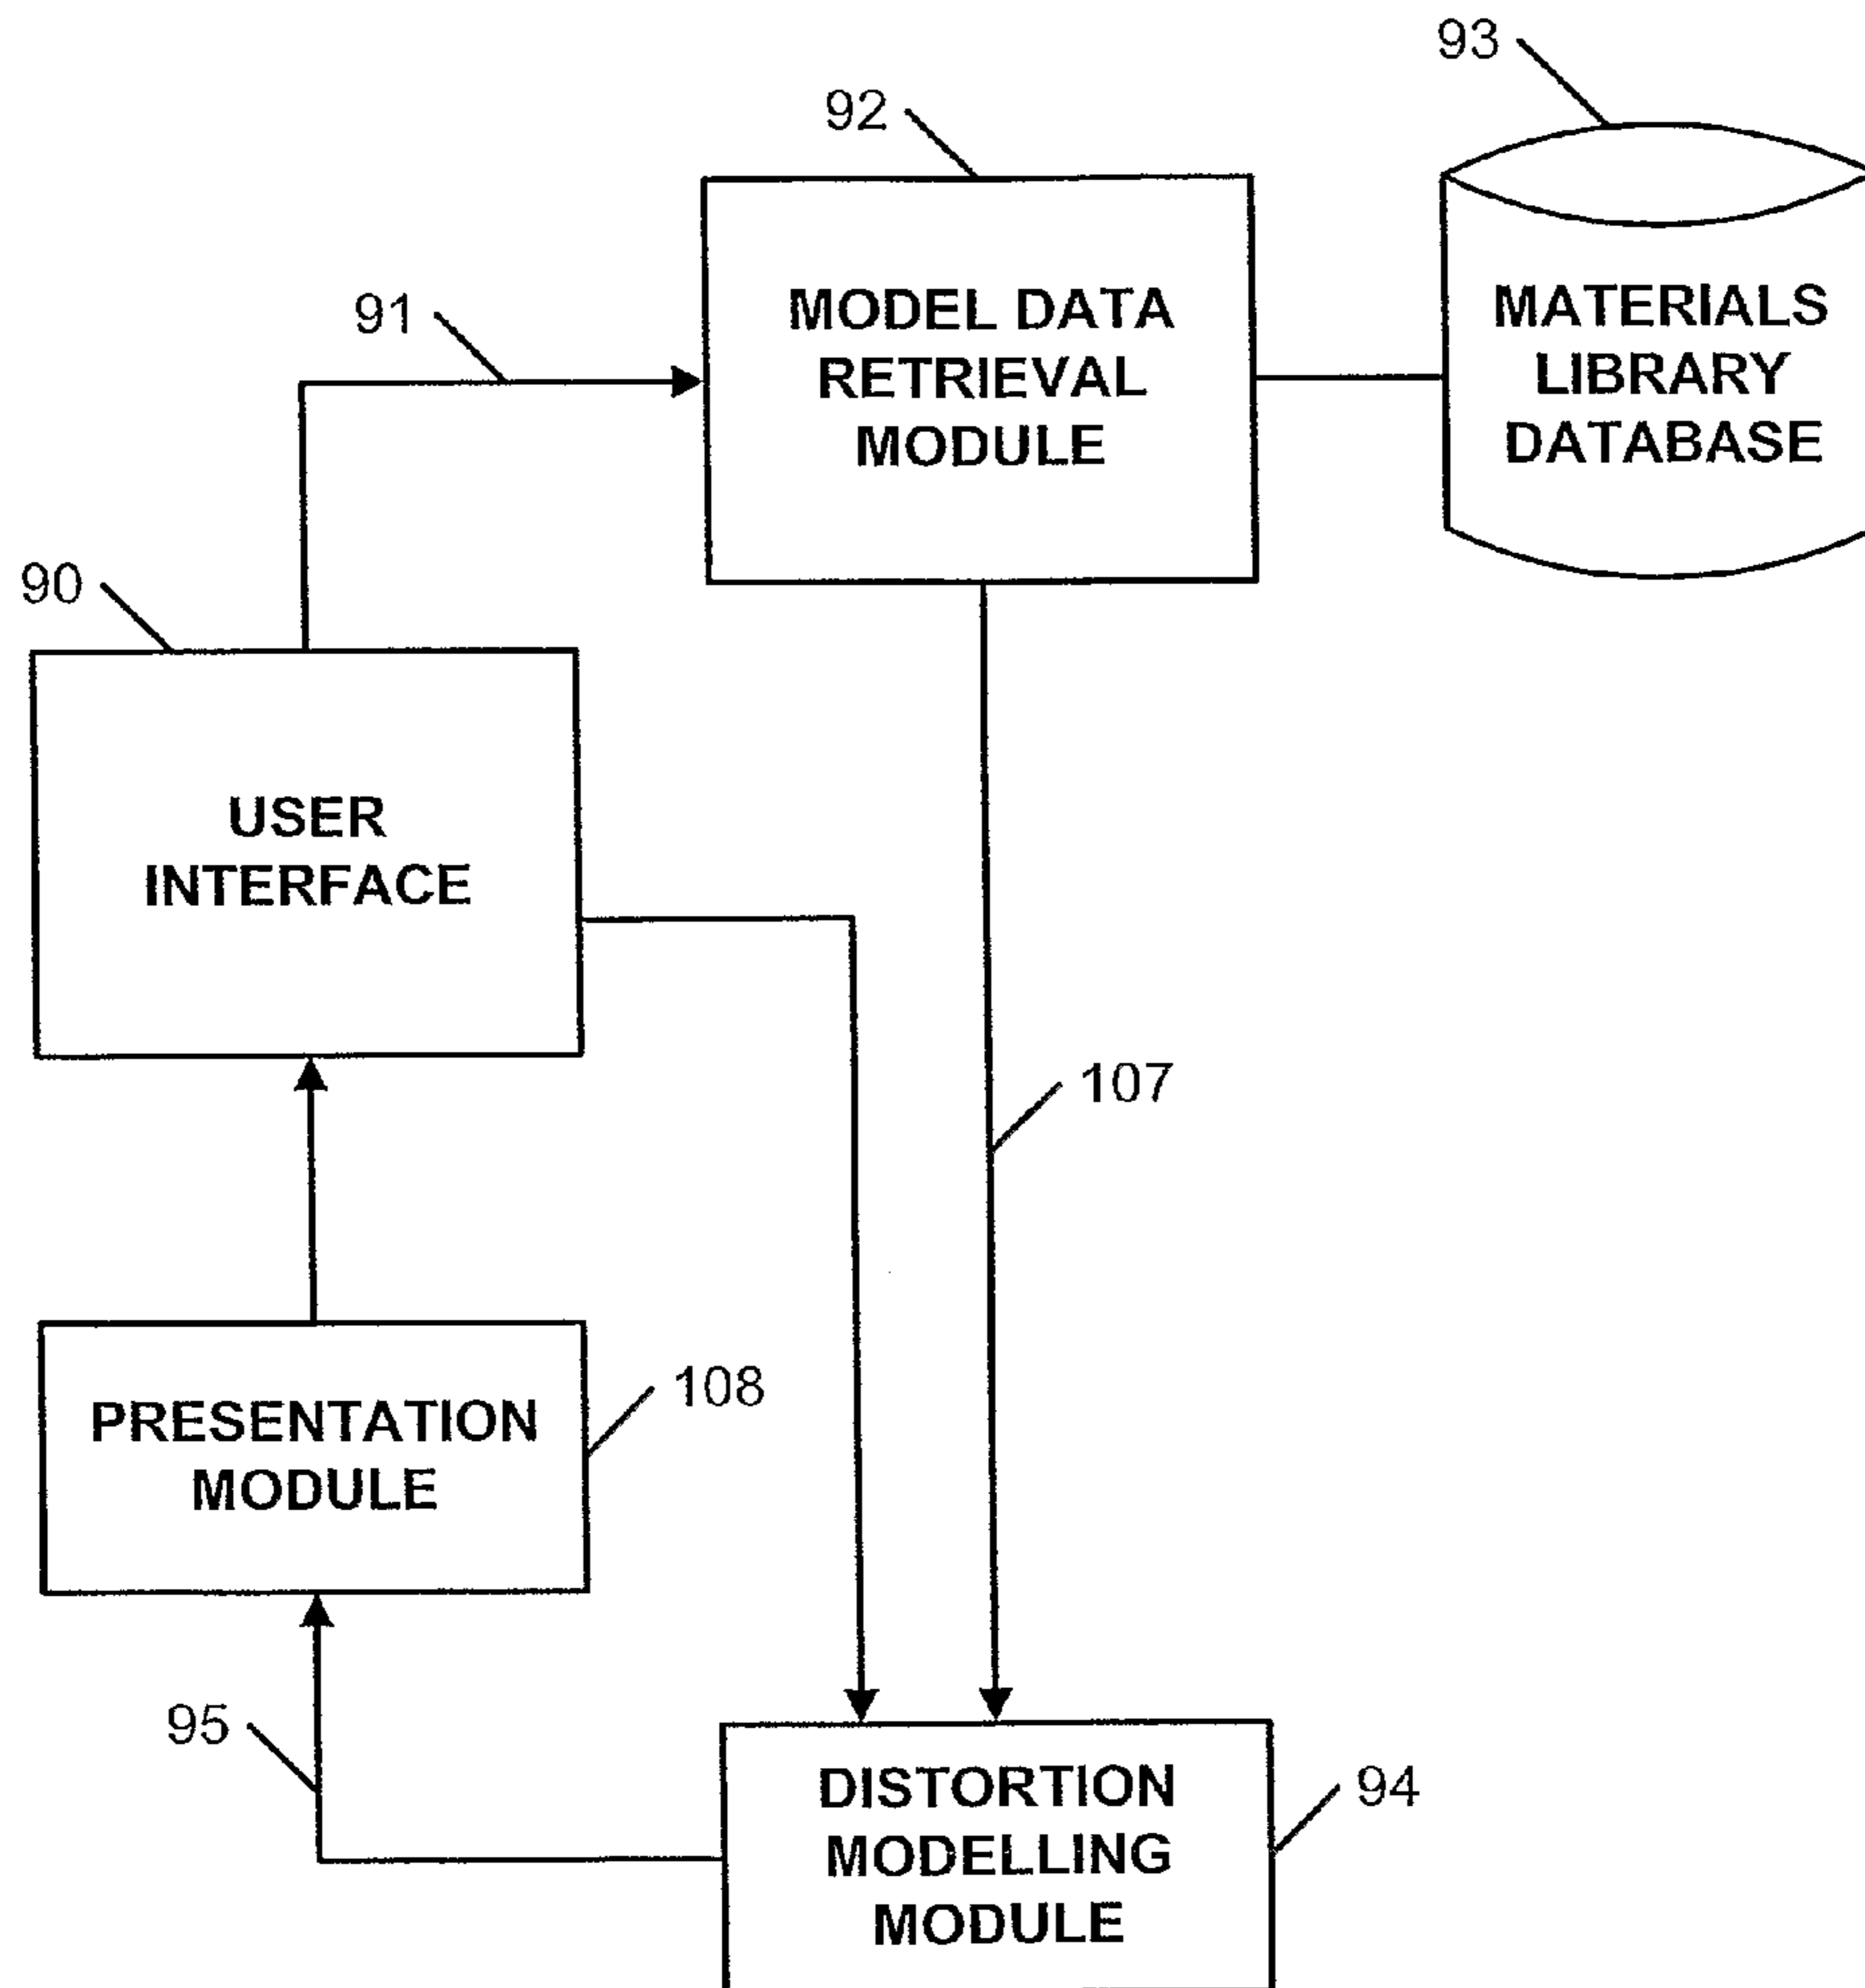 93
92
MODEL DATA
RETRIEVAL
MODULE
MATERIALS
LIBRARY
DATABASE
91
90
USER
INTERFACE
107
PRESENTATION
MODULE
108
95
DISTORTION
MODELLING
MODULE
94